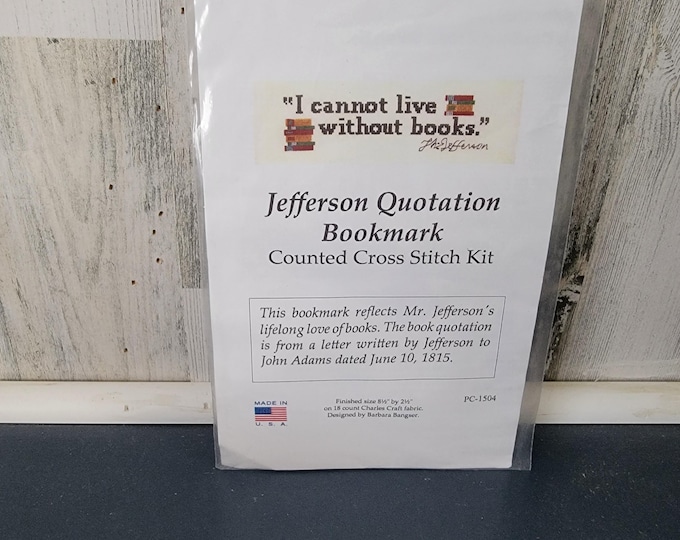 "I cannot live
without books."
Th: Jefferson
Jefferson Quotation
Bookmark
Counted Cross Stitch Kit
This bookmark reflects Mr. Jefferson's
lifelong love of books. The book quotation
is from a letter written by Jefferson to
John Adams dated June 10, 1815.
MADE IN
U. S. A.
Finished size 8½" by 2½"
on 18 count Charles Craft fabric.
Designed by Barbara Bangser.
PC-1504